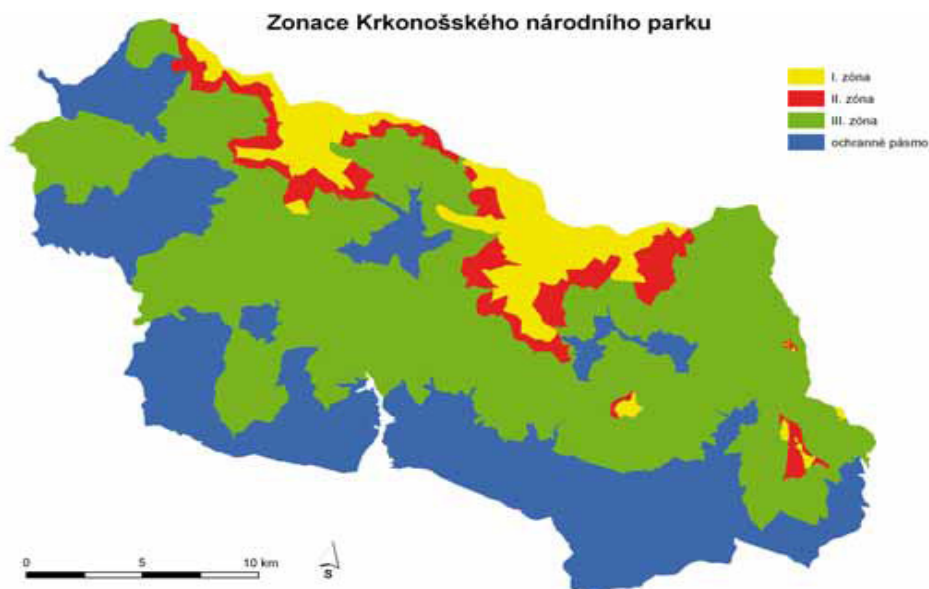 Zonace Krkonošského národního parku
I. zóna
II. zóna
III. zóna
ochranné pásmo
0 5 10 km
S